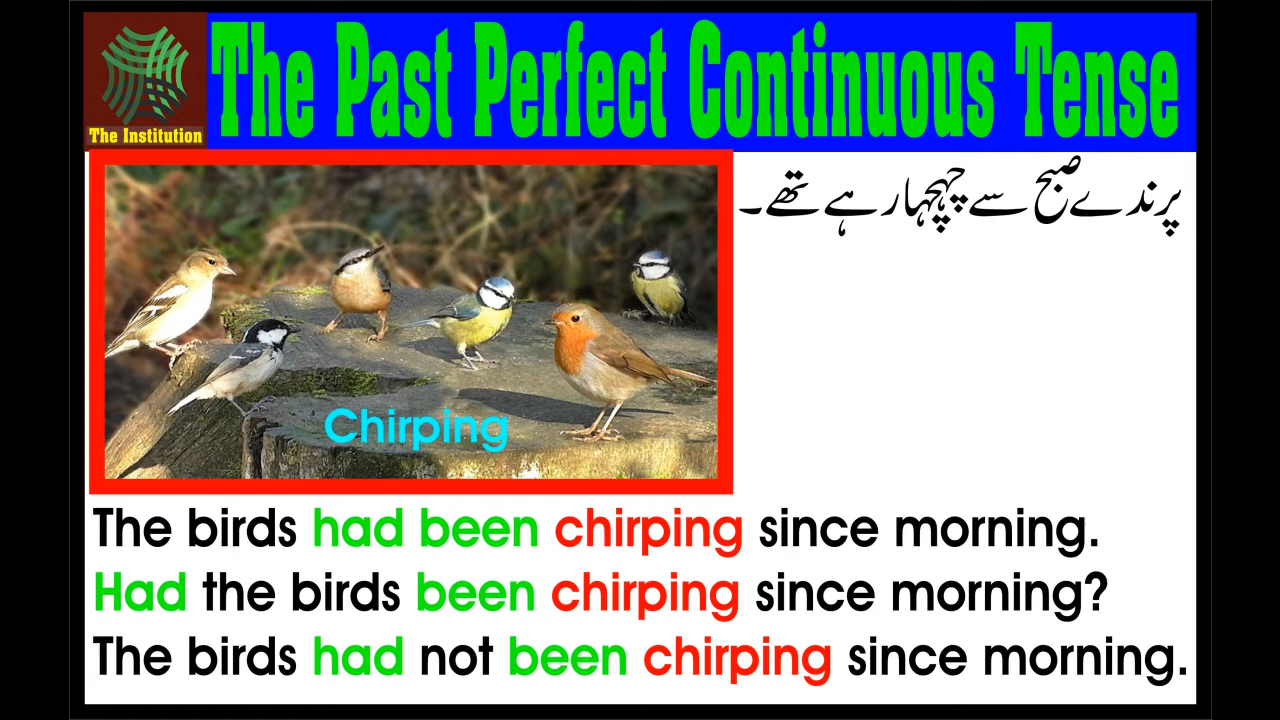 The Past Perfect Continuous Tense
The Institution
پرندے صبح سے چہچہا رہے تھے۔
Chirping
The birds had been chirping since morning.
Had the birds been chirping since morning?
The birds had not been chirping since morning.